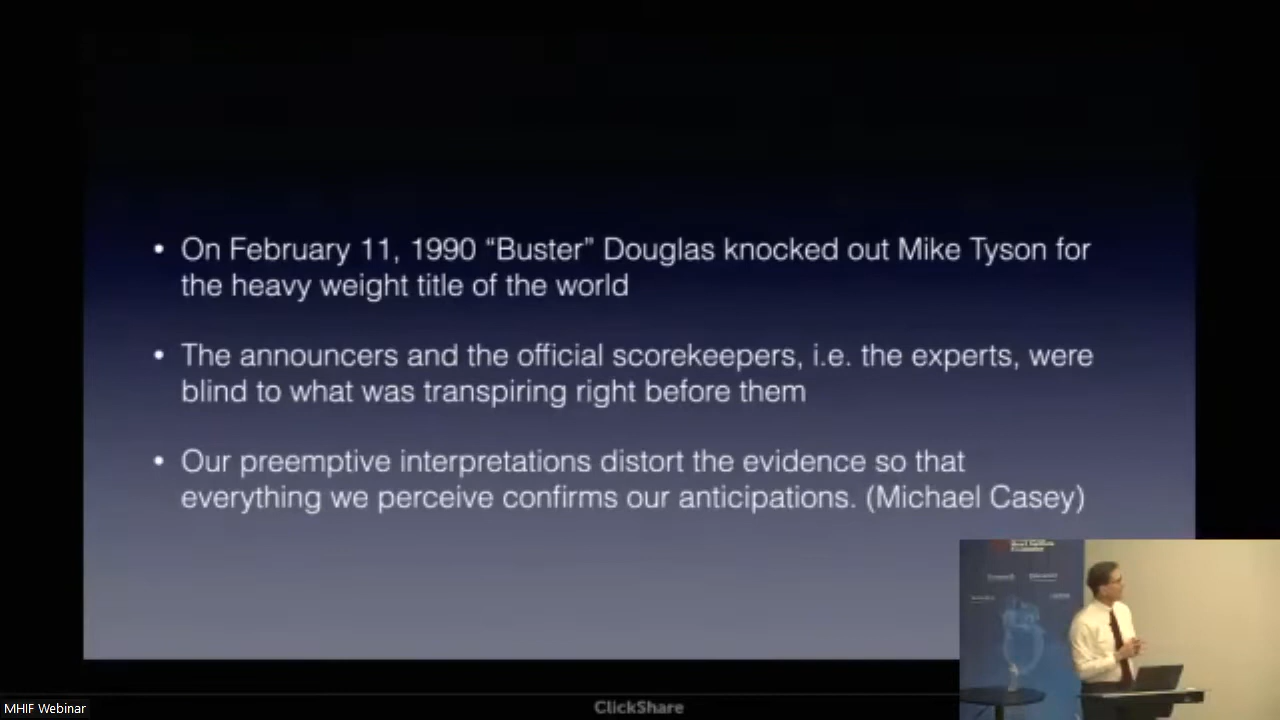 • On February 11, 1990 “Buster” Douglas knocked out Mike Tyson for
the heavy weight title of the world
• The announcers and the official scorekeepers, i.e. the experts, were
blind to what was transpiring right before them
• Our preemptive interpretations distort the evidence so that
everything we perceive confirms our anticipations. (Michael Casey)
MHIF Webinar
ClickShare